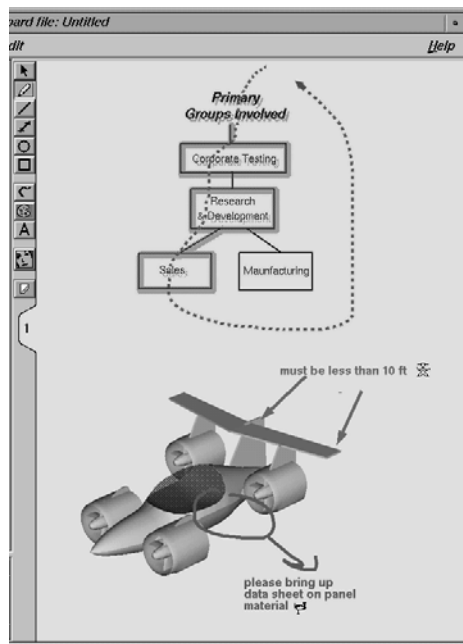 oard file: Untitled
dit
Help
Primary
Groups Involved
Corporate Testing
Research
& Development
Sales
Maunfacturing
A
1
must be less than 10 ft
please bring up
data sheet on panel
material